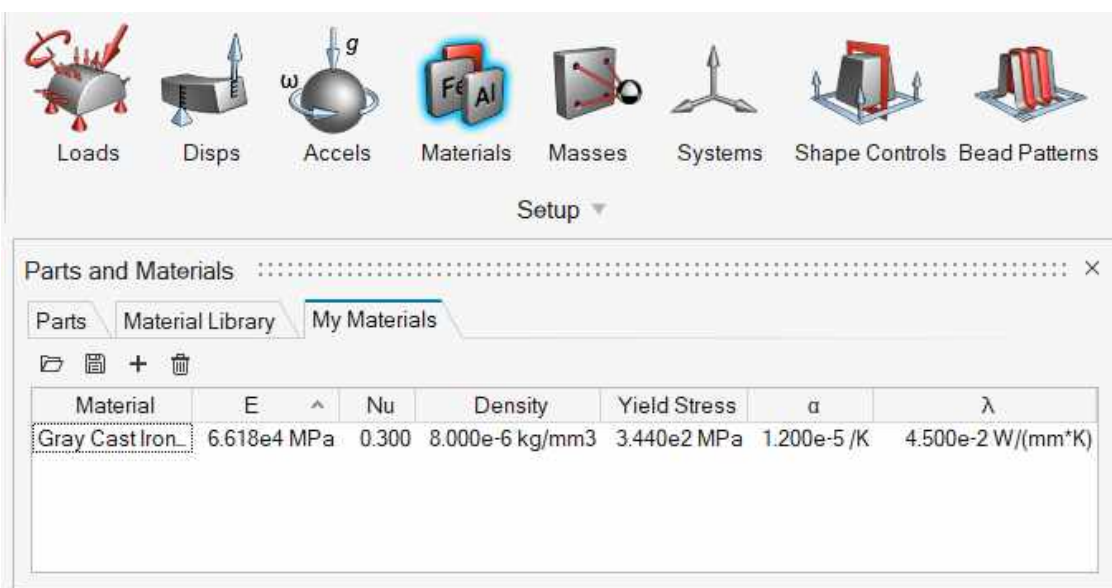 g
ω
Fe Al
Loads Disps Accels Materials Masses Systems Shape Controls Bead Patterns
Setup
Parts and Materials
Parts Material Library My Materials
Material E Nu Density Yield Stress α λ
Gray Cast Iron... 6.618e4 MPa 0.300 8.000e-6 kg/mm3 3.440e2 MPa 1.200e-5 /K 4.500e-2 W/(mm*K)